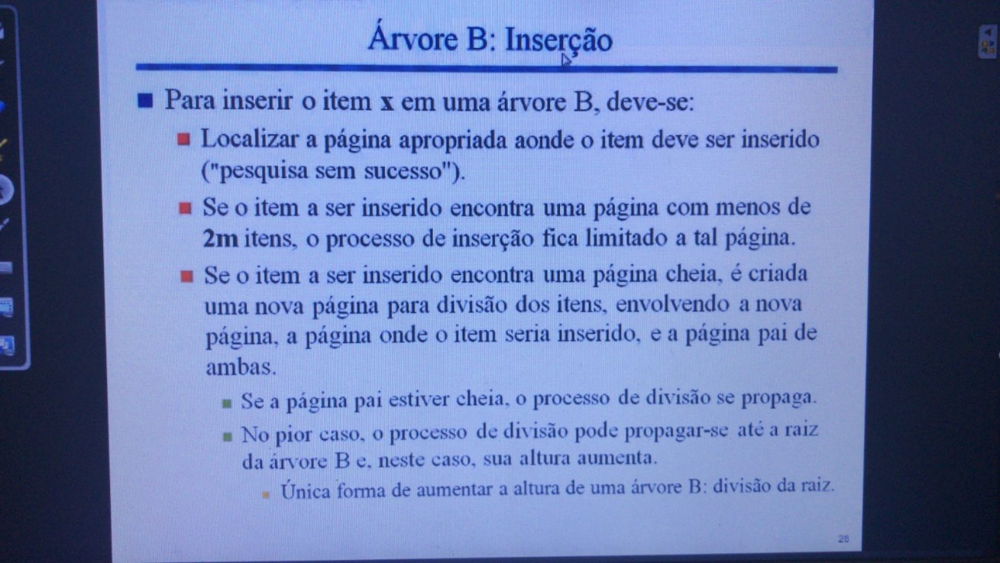 Árvore B: Inserção
Para inserir o item x em uma árvore B, deve-se:
Localizar a página apropriada aonde o item deve ser inserido
("pesquisa sem sucesso").
Se o item a ser inserido encontra uma página com menos de
2m itens, o processo de inserção fica limitado a tal página.
Se o item a ser inserido encontra uma página cheia, é criada
uma nova página para divisão dos itens, envolvendo a nova
página, a página onde o item seria inserido, e a página pai de
ambas.
Se a página pai estiver cheia, o processo de divisão se propaga.
No pior caso, o processo de divisão pode propagar-se até a raiz
da árvore B e, neste caso, sua altura aumenta.
Única forma de aumentar a altura de uma árvore B: divisão da raiz.
26